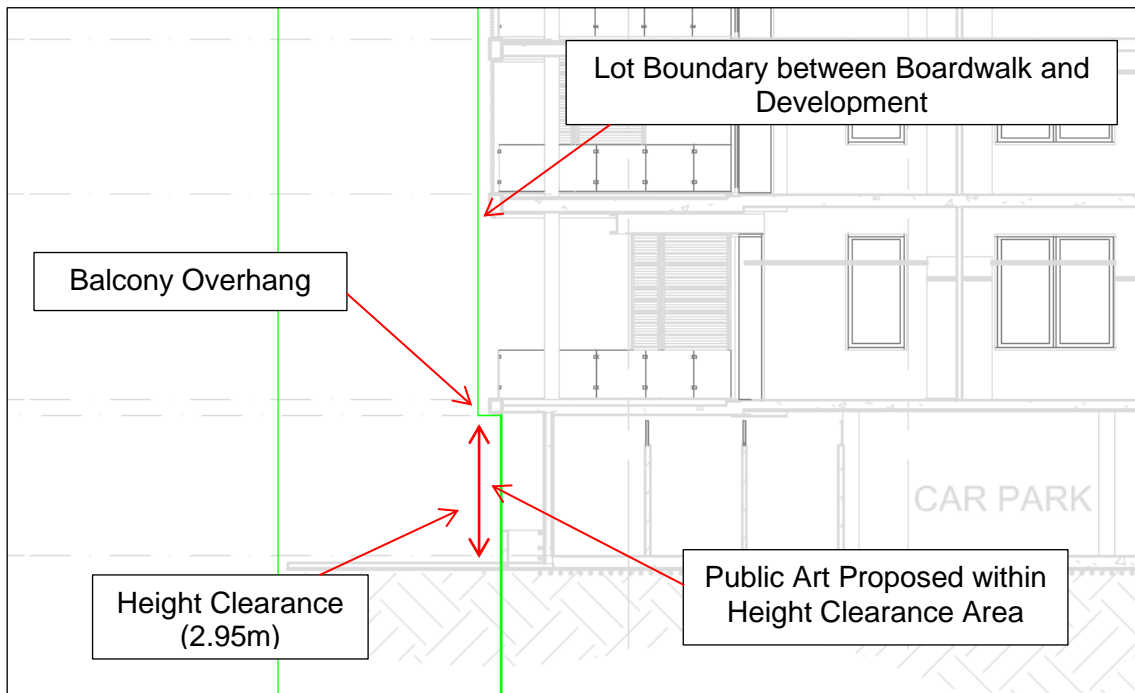 Lot Boundary between Boardwalk and
Development
Balcony Overhang
CAR PARK
Height Clearance
(2.95m)
Public Art Proposed within
Height Clearance Area